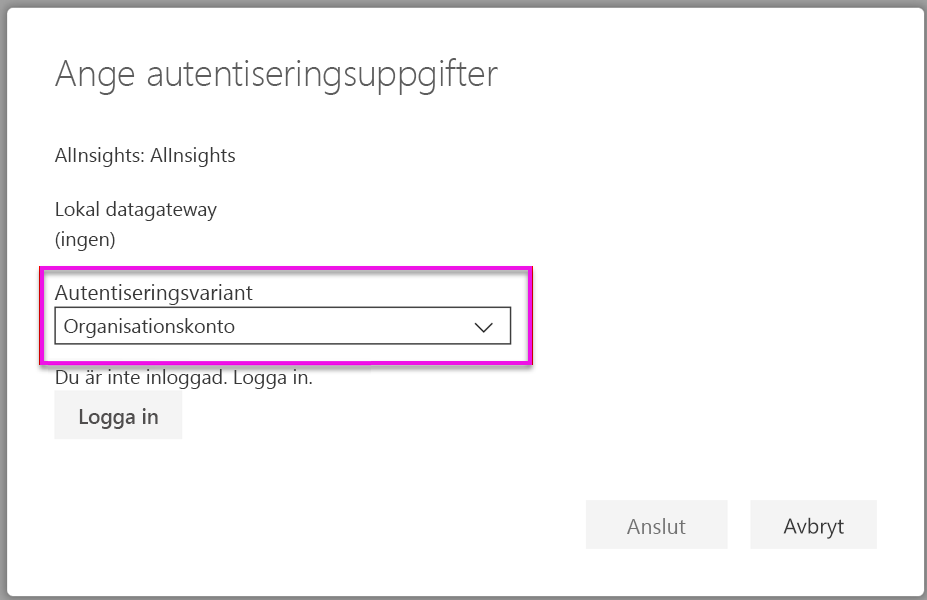 Ange autentiseringsuppgifter
AIInsights: AIInsights
Lokal datagateway
(ingen)
Autentiseringsvariant
Organisationskonto
Du är inte inloggad. Logga in.
Logga in
Anslut
Avbryt